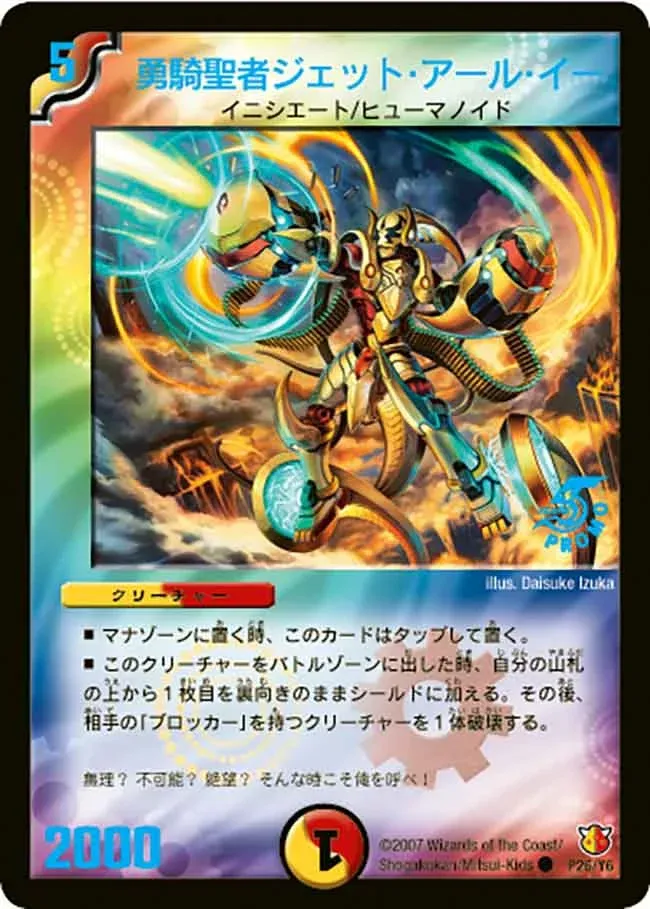 5
勇騎聖者ジェット・アール・イー
イニシエート/ヒューマノイド
PROMO
illus. Daisuke Izuka
クリーチャー
■ マナゾーンに置く時、このカードはタップして置く。
■ このクリーチャーをバトルゾーンに出した時、自分の山札
の上から1枚目を裏向きのままシールドに加える。その後、
相手の「ブロッカー」を持つクリーチャーを1体破壊する。
無理？ 不可能？ 絶望？ そんな時こそ俺を呼べ！
2000
1
©2007 Wizards of the Coast/
Shogakukan/Mitsui-Kids
P26/Y6